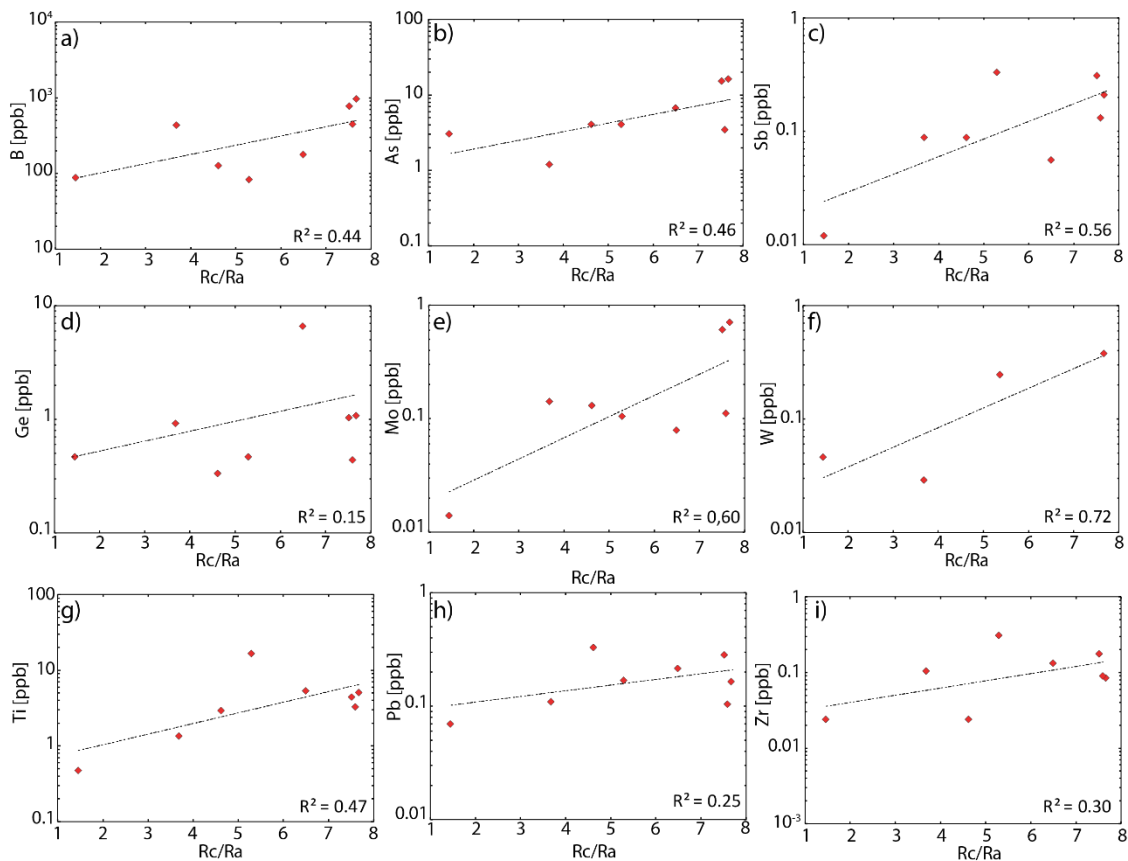 a)
10⁴
10³
100
10
B [ppb]
R² = 0.44
1 2 3 4 5 6 7 8
Rc/Ra
b)
100
10
1
0.1
As [ppb]
R² = 0.46
1 2 3 4 5 6 7 8
Rc/Ra
c)
1
0.1
0.01
Sb [ppb]
R² = 0.56
1 2 3 4 5 6 7 8
Rc/Ra
d)
10
1
0.1
Ge [ppb]
R² = 0.15
1 2 3 4 5 6 7 8
Rc/Ra
e)
1
0.1
0.01
Mo [ppb]
R² = 0,60
1 2 3 4 5 6 7 8
Rc/Ra
f)
1
0.1
0.01
W [ppb]
R² = 0.72
1 2 3 4 5 6 7 8
Rc/Ra
g)
100
10
1
0.1
Ti [ppb]
R² = 0.47
1 2 3 4 5 6 7 8
Rc/Ra
h)
1
0.1
0.01
Pb [ppb]
R² = 0.25
1 2 3 4 5 6 7 8
Rc/Ra
i)
1
0.1
0.01
10⁻³
Zr [ppb]
R² = 0.30
1 2 3 4 5 6 7 8
Rc/Ra